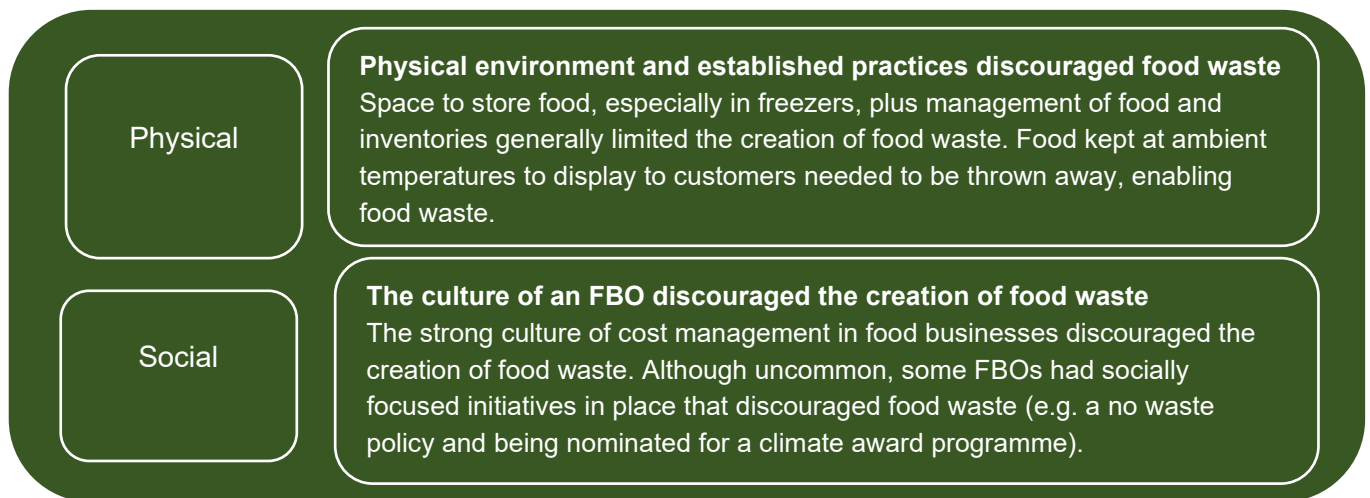 Physical
Physical environment and established practices discouraged food waste
Space to store food, especially in freezers, plus management of food and
inventories generally limited the creation of food waste. Food kept at ambient
temperatures to display to customers needed to be thrown away, enabling
food waste.
Social
The culture of an FBO discouraged the creation of food waste
The strong culture of cost management in food businesses discouraged the
creation of food waste. Although uncommon, some FBOs had socially
focused initiatives in place that discouraged food waste (e.g. a no waste
policy and being nominated for a climate award programme).